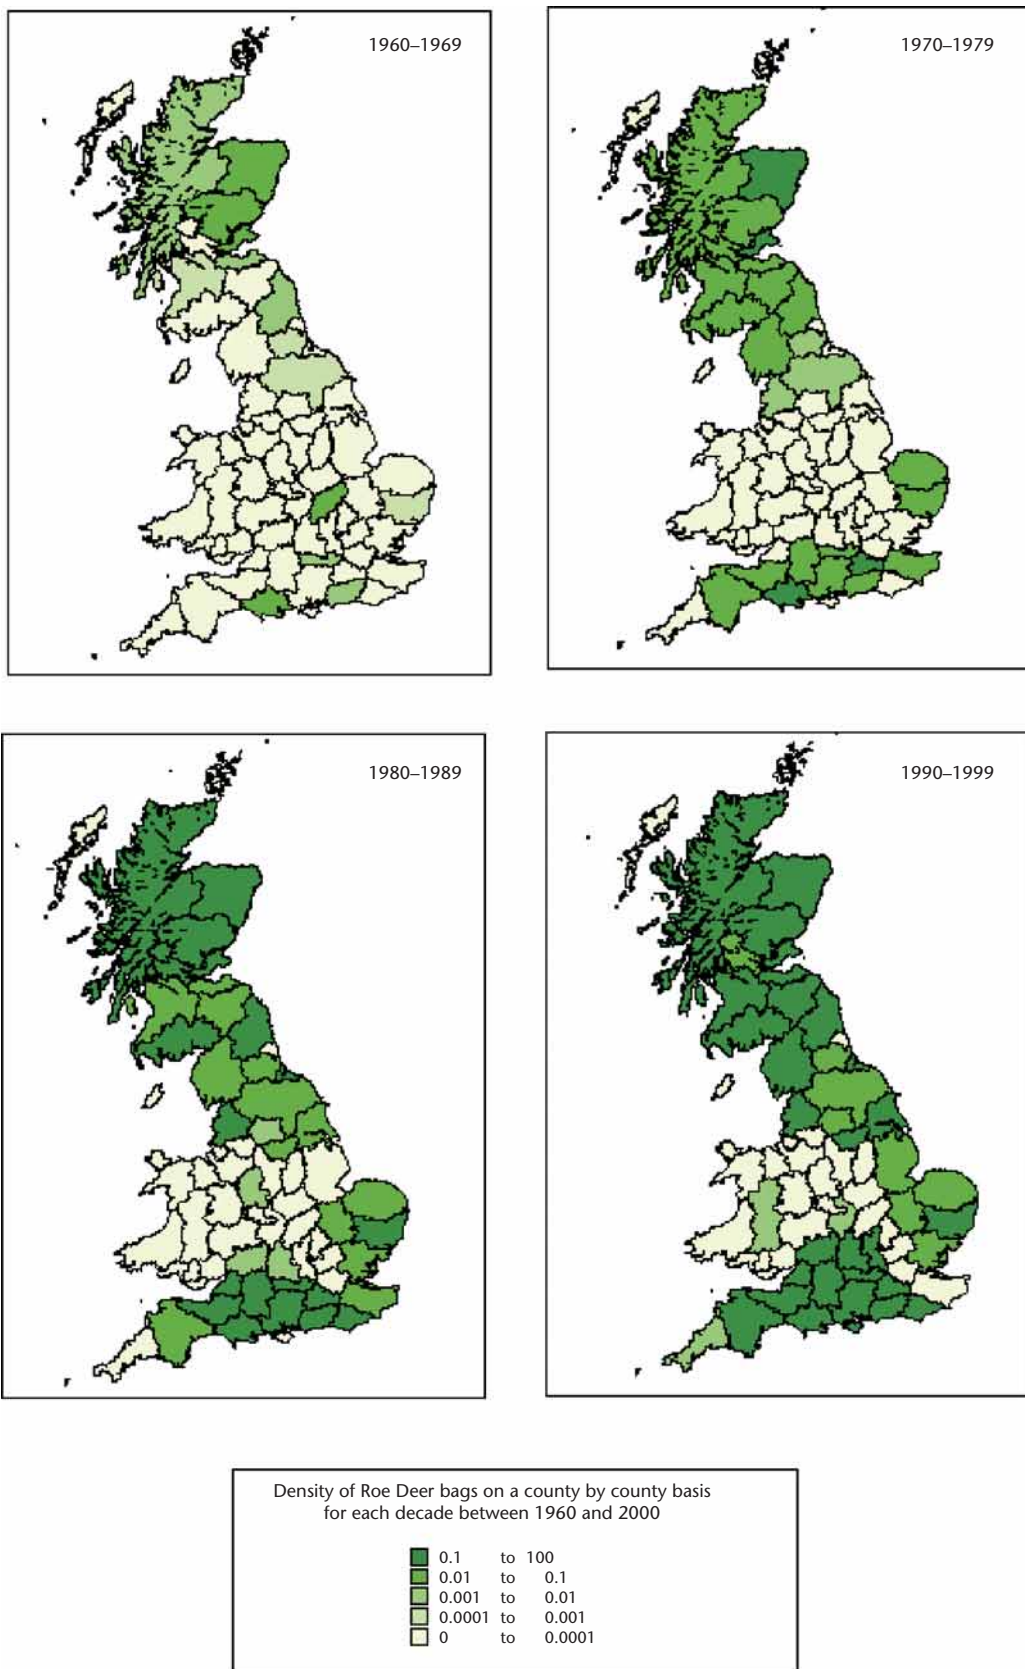 1960–1969
1970–1979
1980–1989
1990–1999
Density of Roe Deer bags on a county by county basis
for each decade between 1960 and 2000
0.1 to 100
0.01 to 0.1
0.001 to 0.01
0.0001 to 0.001
0 to 0.0001